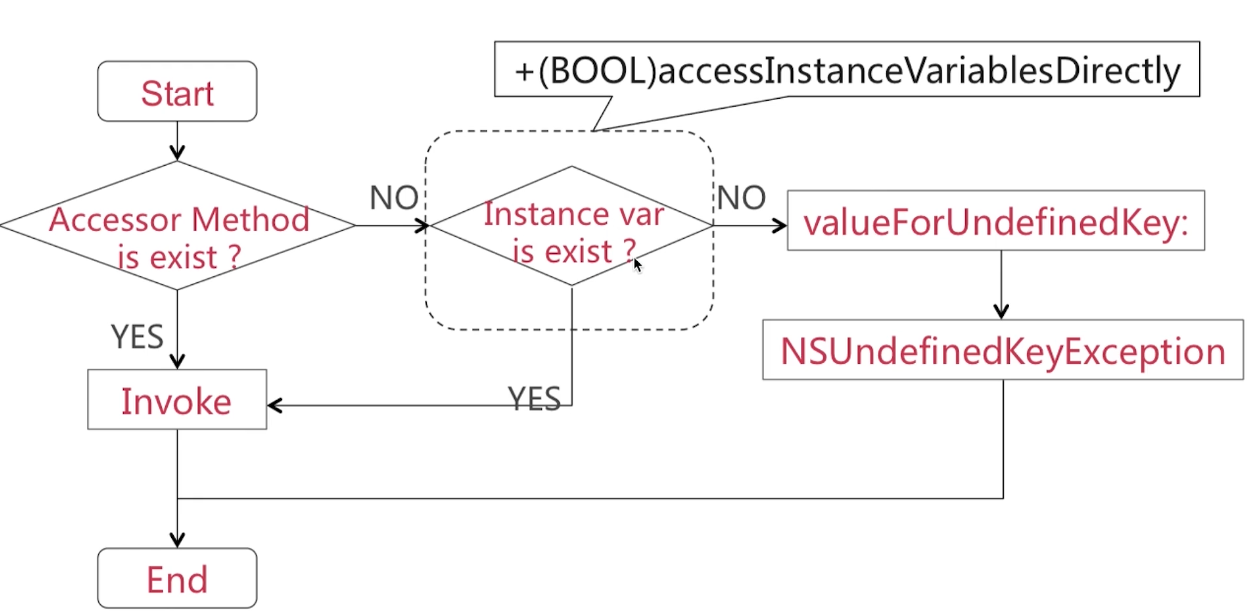 +(BOOL)accessInstanceVariablesDirectly
Start
NO
NO
Accessor Method
is exist ?
Instance var
is exist ?
valueForUndefinedKey:
YES
NSUndefinedKeyException
Invoke
YES
End